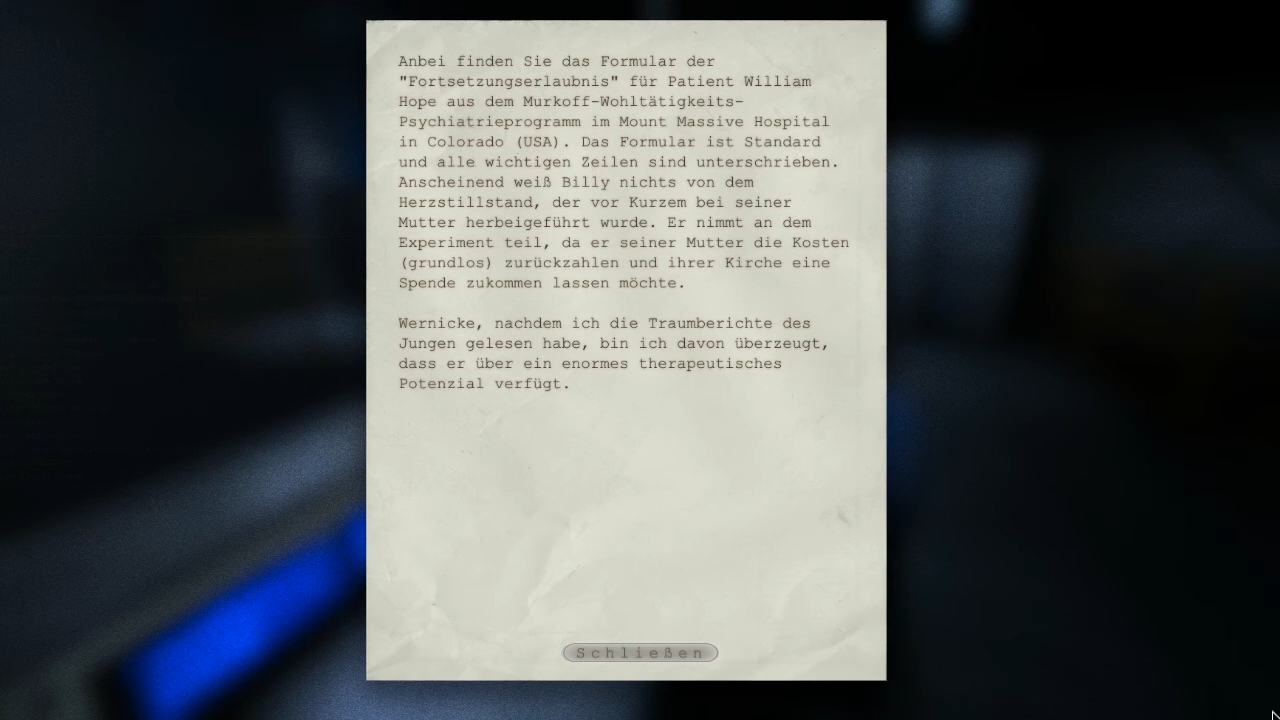 Anbei finden Sie das Formular der
"Fortsetzungserlaubnis" für Patient William
Hope aus dem Murkoff-Wohltätigkeits-
Psychiatrieprogramm im Mount Massive Hospital
in Colorado (USA). Das Formular ist Standard
und alle wichtigen Zeilen sind unterschrieben.
Anscheinend weiß Billy nichts von dem
Herzstillstand, der vor Kurzem bei seiner
Mutter herbeigeführt wurde. Er nimmt an dem
Experiment teil, da er seiner Mutter die Kosten
(grundlos) zurückzahlen und ihrer Kirche eine
Spende zukommen lassen möchte.
Wernicke, nachdem ich die Traumberichte des
Jungen gelesen habe, bin ich davon überzeugt,
dass er über ein enormes therapeutisches
Potenzial verfügt.
Schließen